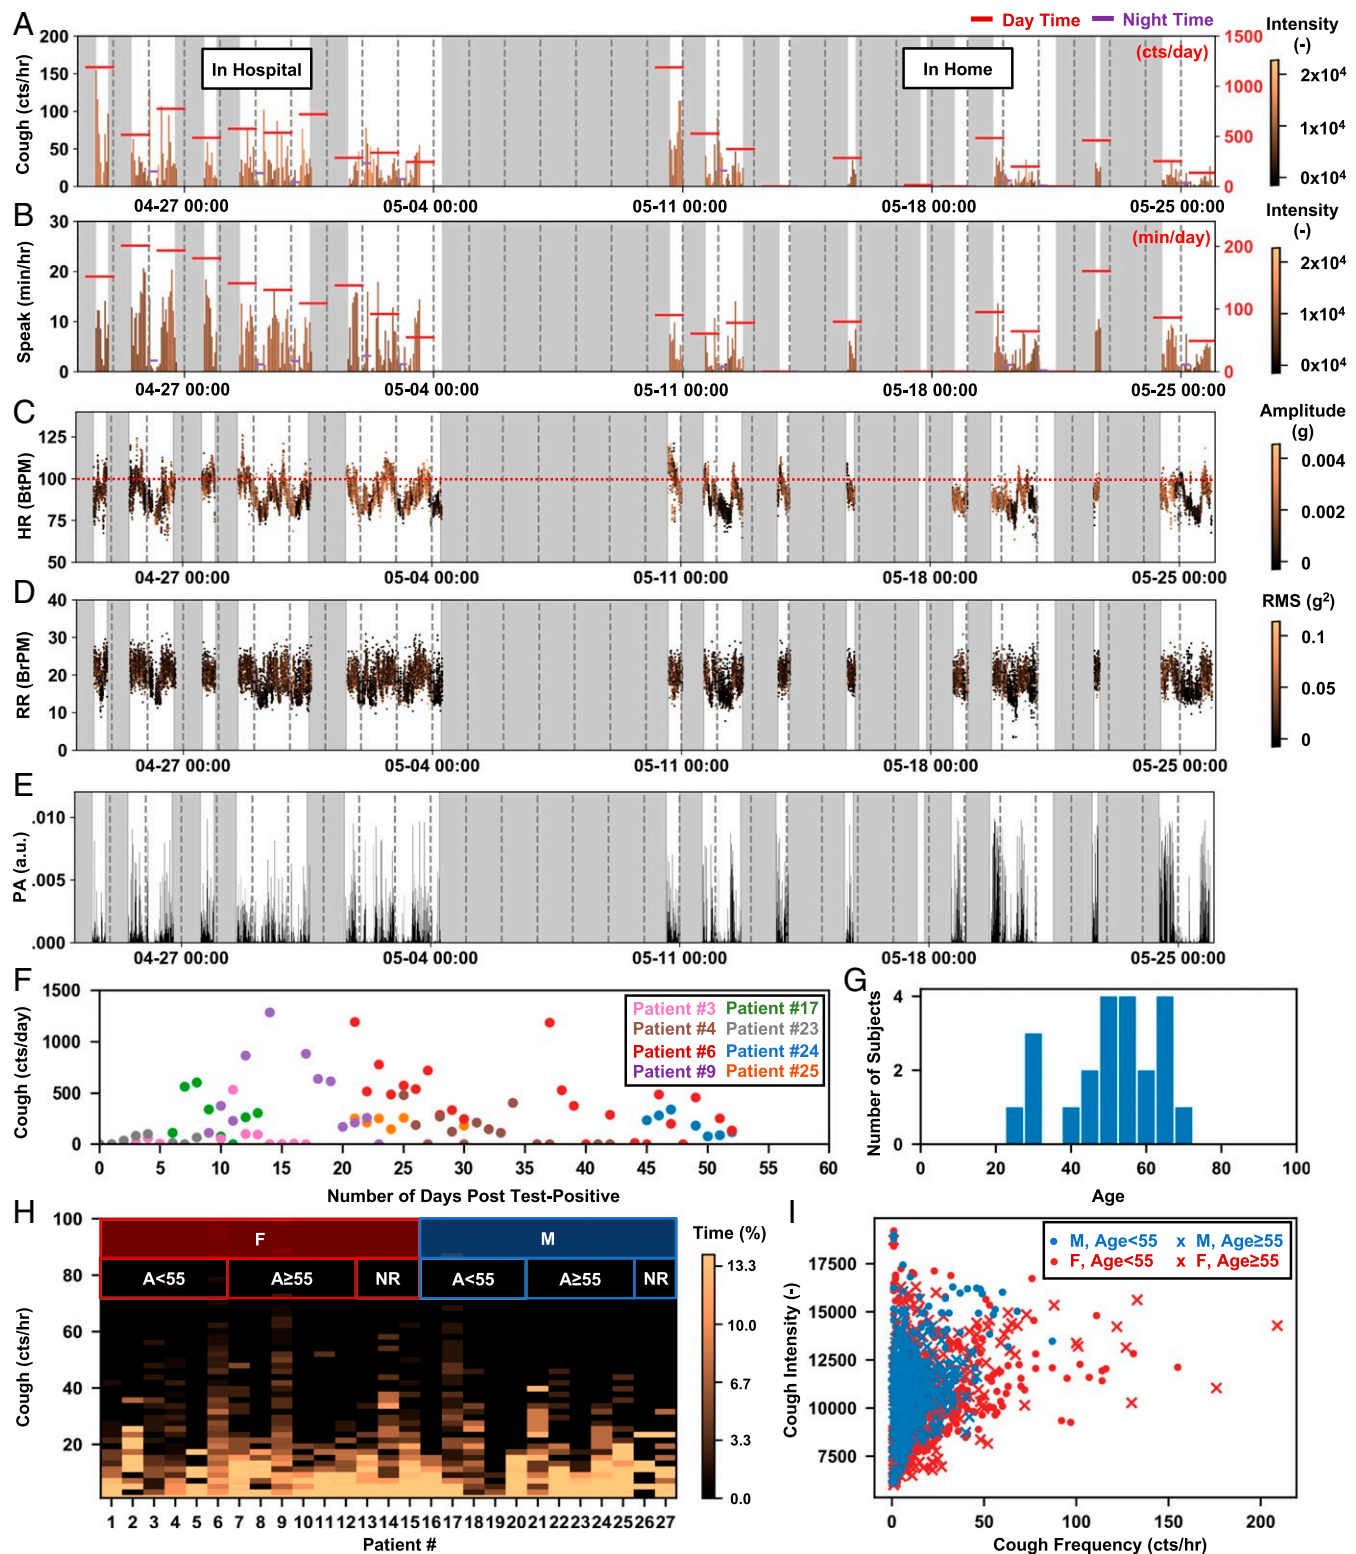 A
Day Time
Night Time
Intensity
(-)
Cough (cts/hr)
200
150
100
50
0
In Hospital
In Home
(cts/day)
1500
1000
500
0
2x10⁴
1x10⁴
0x10⁴
04-27 00:00
05-04 00:00
05-11 00:00
05-18 00:00
05-25 00:00
B
Intensity
(-)
Speak (min/hr)
30
20
10
0
(min/day)
200
100
0
2x10⁴
1x10⁴
0x10⁴
04-27 00:00
05-04 00:00
05-11 00:00
05-18 00:00
05-25 00:00
C
Amplitude
(g)
HR (BtPM)
125
100
75
50
0.004
0.002
0
04-27 00:00
05-04 00:00
05-11 00:00
05-18 00:00
05-25 00:00
D
RMS (g²)
RR (BrPM)
40
30
20
10
0
0.1
0.05
0
04-27 00:00
05-04 00:00
05-11 00:00
05-18 00:00
05-25 00:00
E
PA (a.u.)
.010
.005
.000
04-27 00:00
05-04 00:00
05-11 00:00
05-18 00:00
05-25 00:00
F
Cough (cts/day)
1500
1000
500
0
Patient #3 Patient #17
Patient #4 Patient #23
Patient #6 Patient #24
Patient #9 Patient #25
0 5 10 15 20 25 30 35 40 45 50 55 60
Number of Days Post Test-Positive
G
Number of Subjects
4
2
0
0 20 40 60 80 100
Age
H
Cough (cts/hr)
100
80
60
40
20
F M
A<55 A≥55 NR A<55 A≥55 NR
Time (%)
13.3
10.0
6.7
3.3
0.0
1 2 3 4 5 6 7 8 9 10 11 12 13 14 15 16 17 18 19 20 21 22 23 24 25 26 27
Patient #
I
Cough Intensity (-)
17500
15000
12500
10000
7500
M, Age<55 x M, Age≥55
F, Age<55 x F, Age≥55
0 50 100 150 200
Cough Frequency (cts/hr)